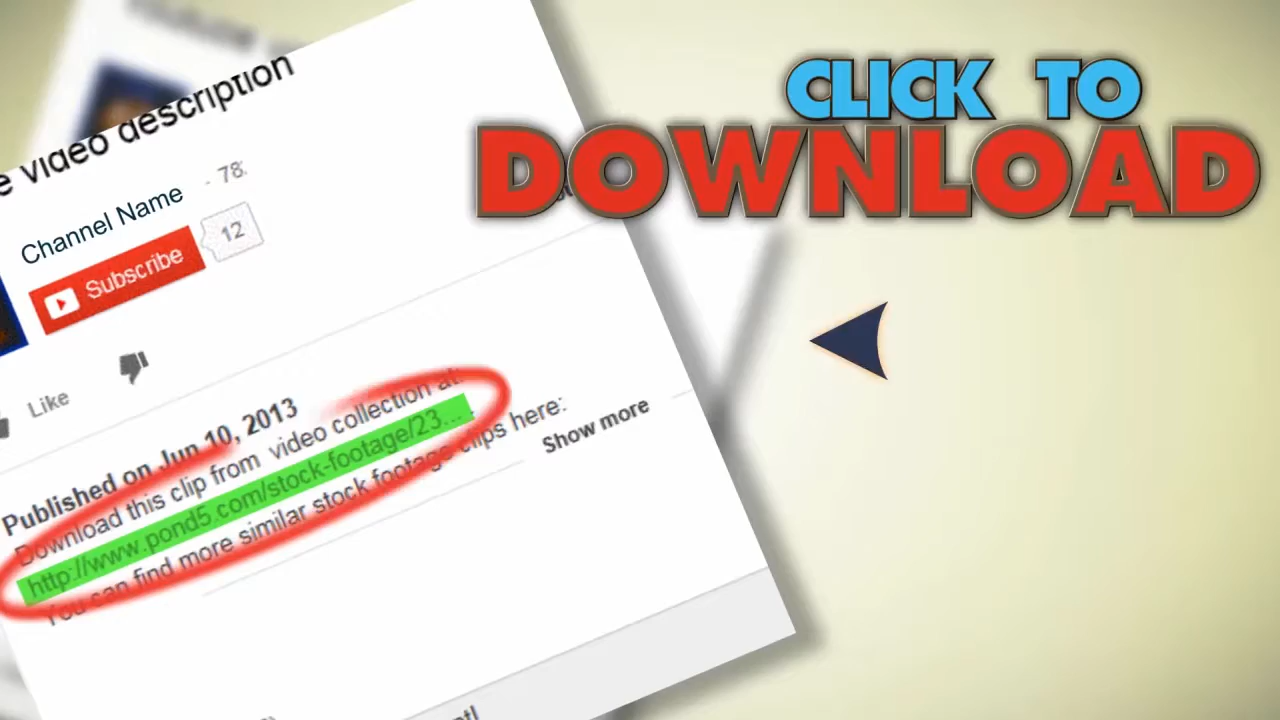 CLICK TO
DOWNLOAD
e video description
Channel Name
78
Subscribe
12
Like
Published on Jun 10, 2013
Download this clip from video collection at:
http://www.pond5.com/stock-footage/23...
You can find more similar stock footage clips here:
Show more